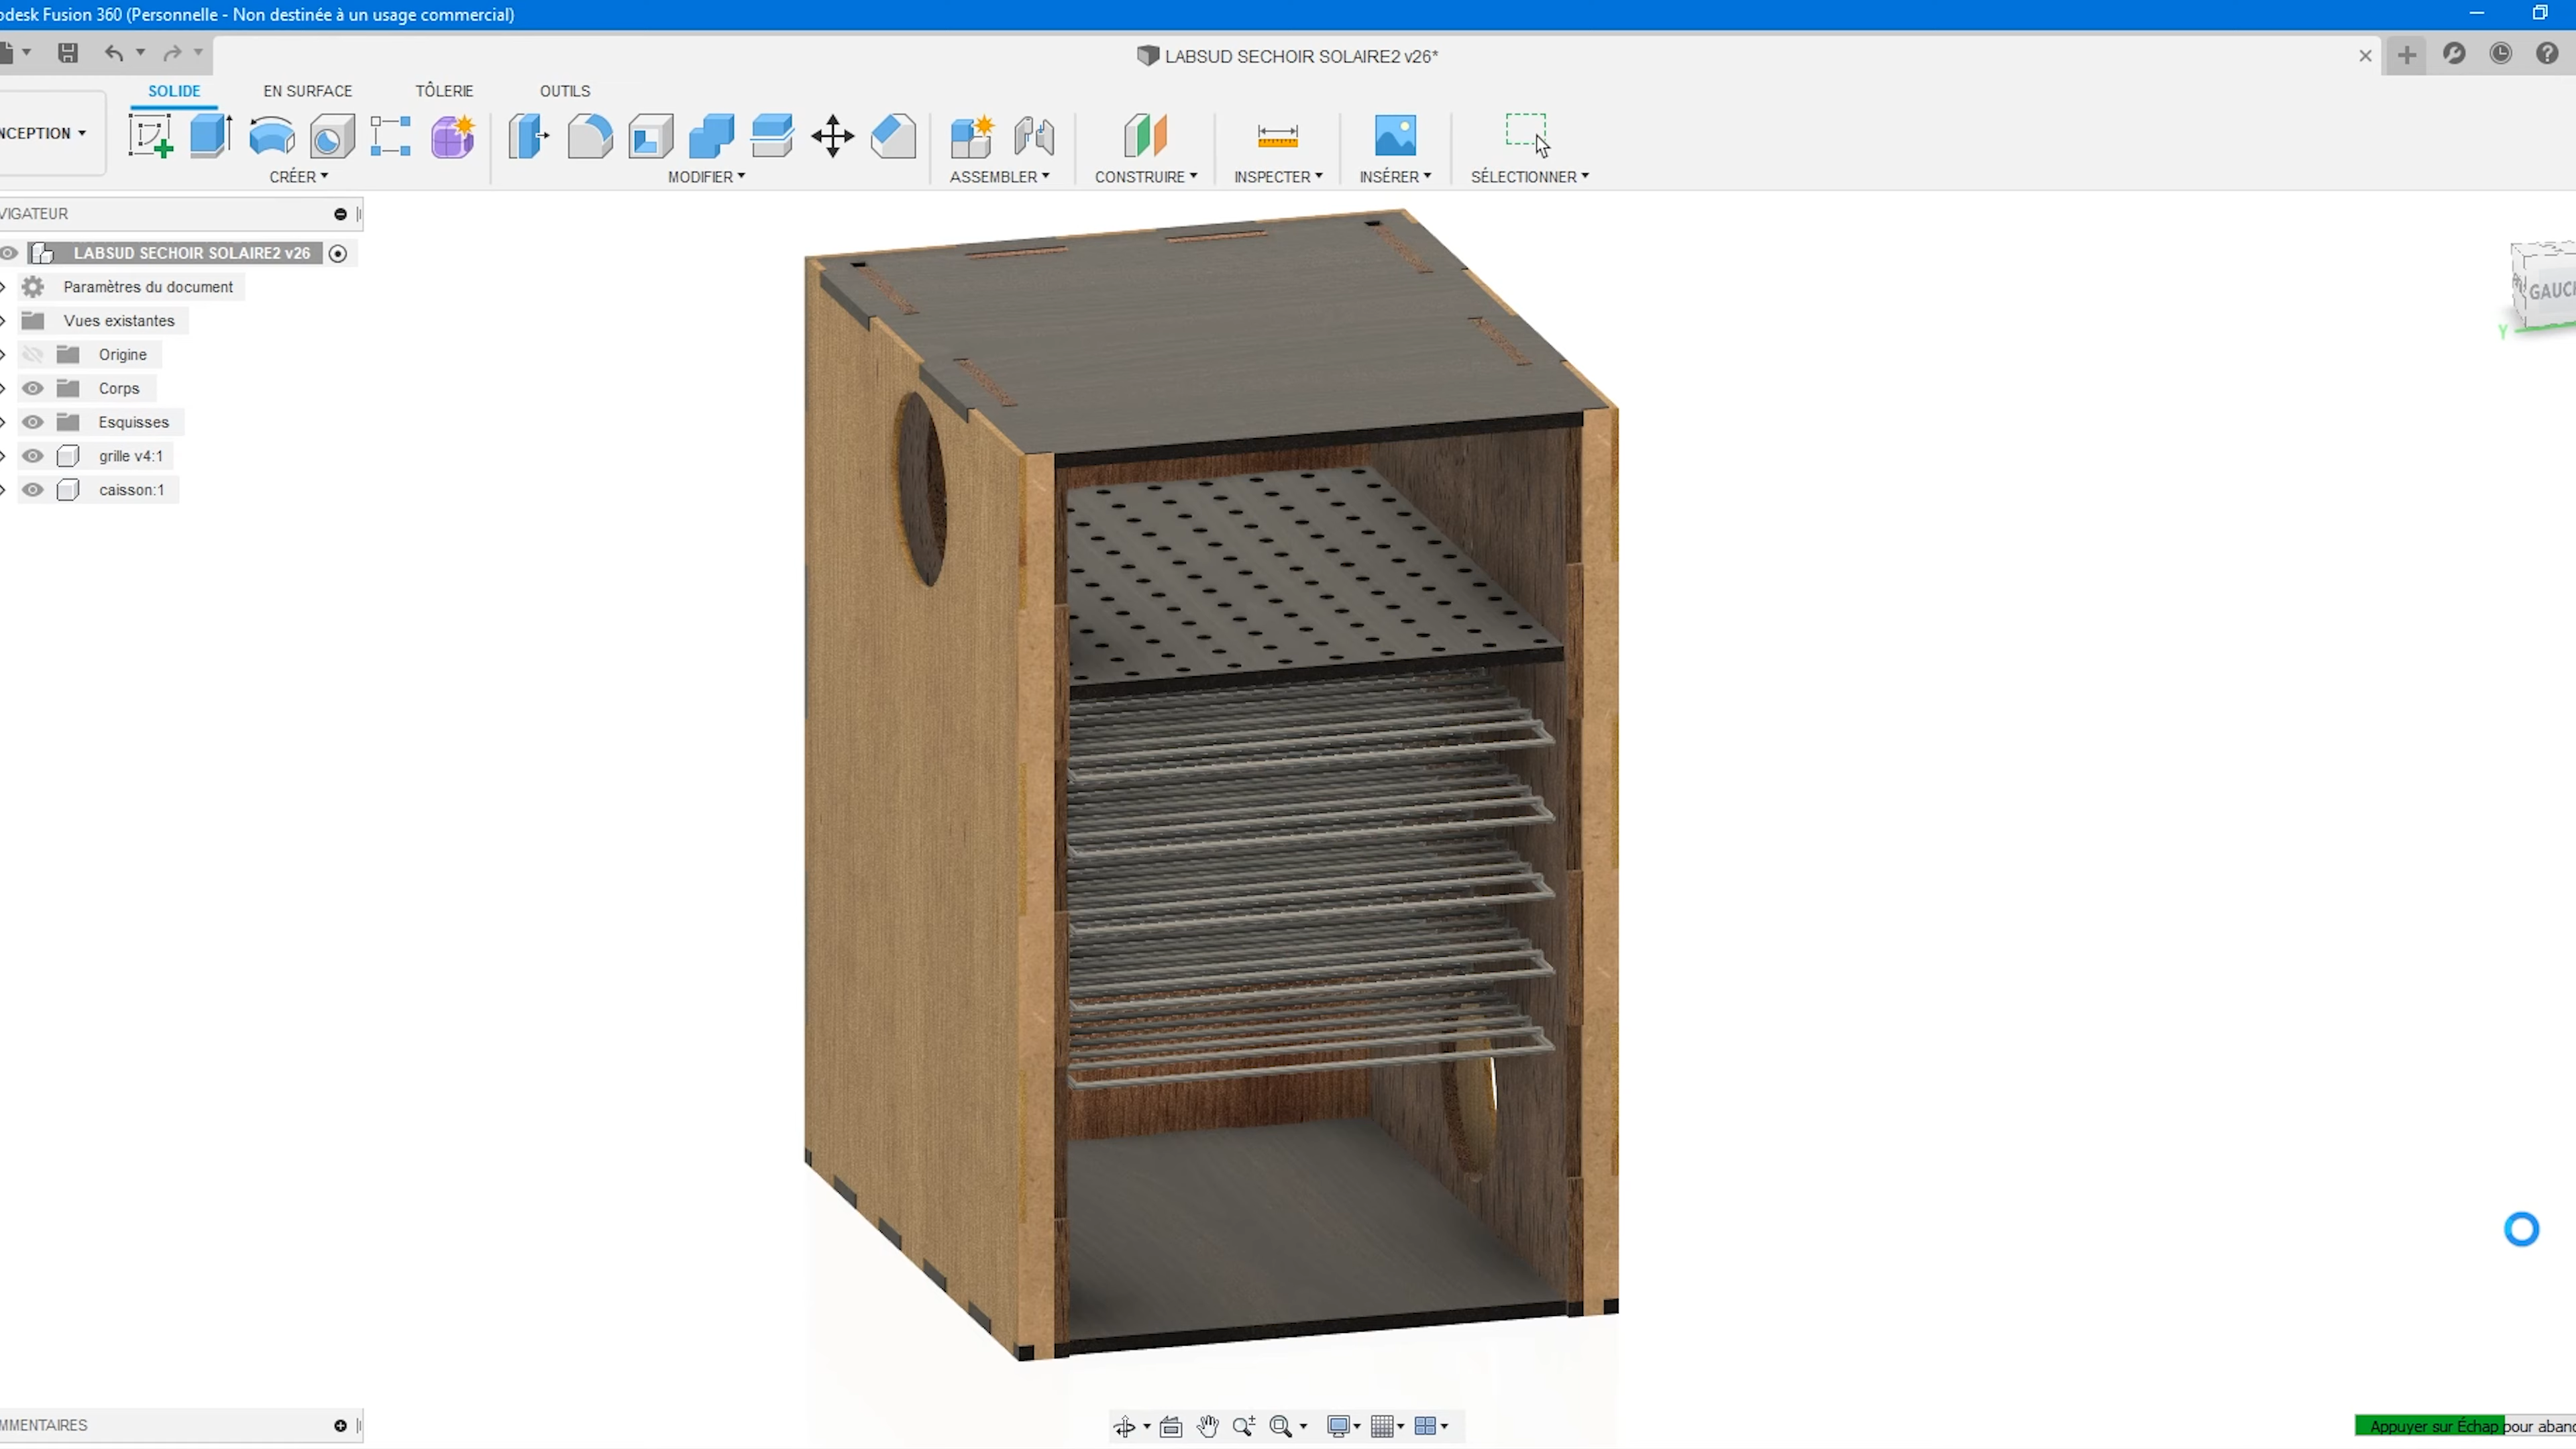 odesk Fusion 360 (Personnelle - Non destinée à un usage commercial)
LABSUD SECHOIR SOLAIRE2 v26*
SOLIDE EN SURFACE TÔLERIE OUTILS
NCEPTION
CRÉER MODIFIER ASSEMBLER CONSTRUIRE INSPECTER INSÉRER SÉLECTIONNER
VIGATEUR
LABSUD SECHOIR SOLAIRE2 v26
Paramètres du document
Vues existantes
Origine
Corps
Esquisses
grille v4:1
caisson:1
GAUC
Y
MMENTAIRES
Appuyer sur Échap pour aban